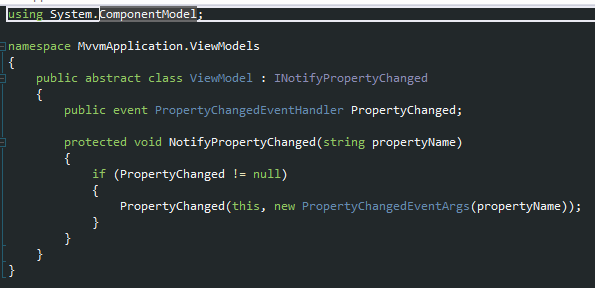 using System.ComponentModel;
namespace MvvmApplication.ViewModels
{
public abstract class ViewModel : INotifyPropertyChanged
{
public event PropertyChangedEventHandler PropertyChanged;
protected void NotifyPropertyChanged(string propertyName)
{
if (PropertyChanged != null)
{
PropertyChanged(this, new PropertyChangedEventArgs(propertyName));
}
}
}
}